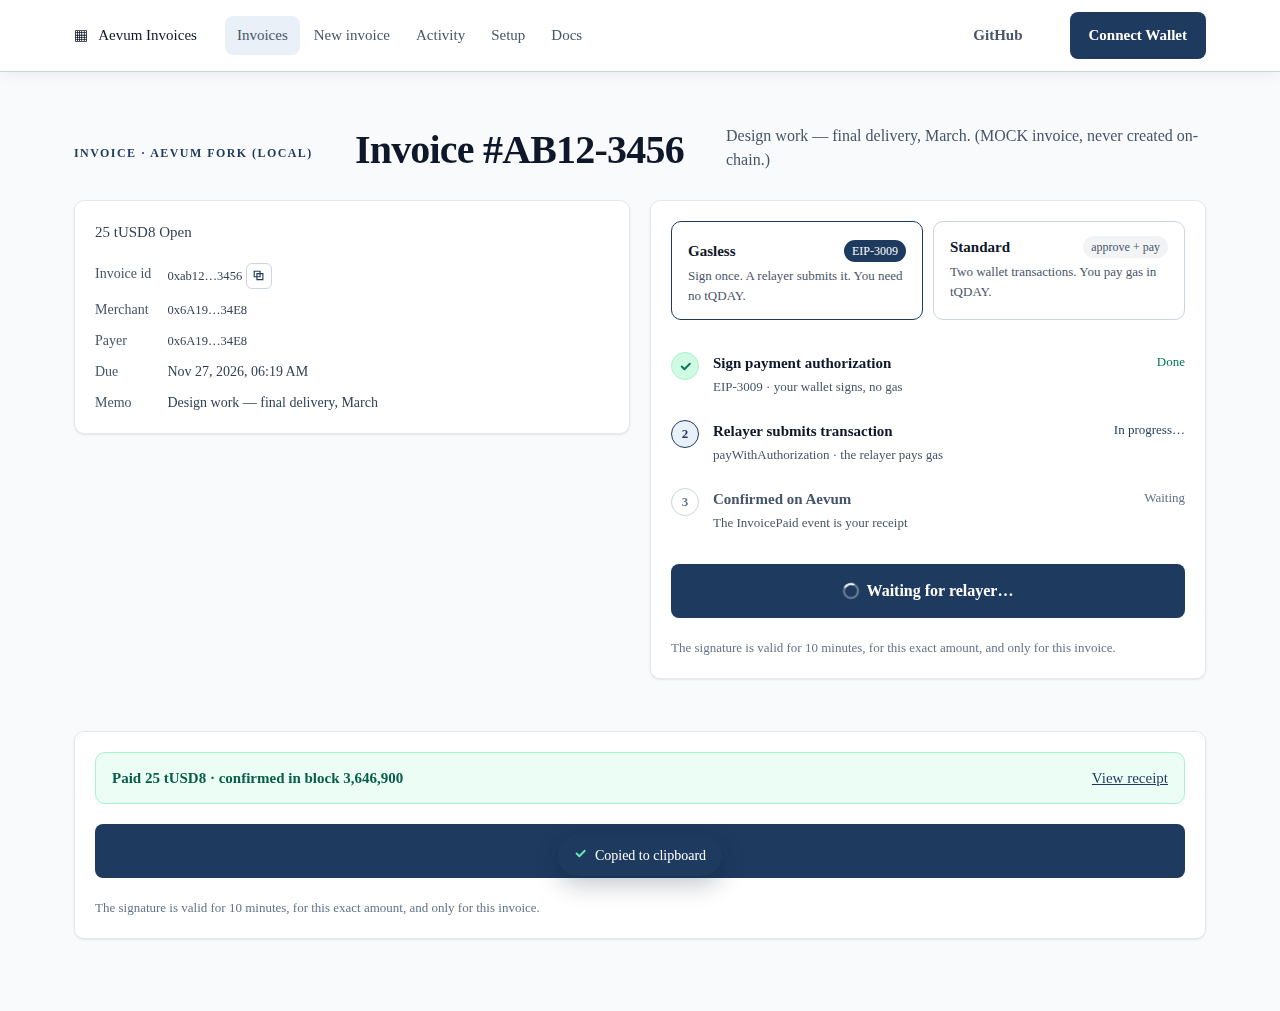 Aevum Invoices
Invoices
New invoice
Activity
Setup
Docs
GitHub
Connect Wallet
INVOICE · AEVUM FORK (LOCAL)
Invoice #AB12-3456
Design work — final delivery, March. (MOCK invoice, never created on-
chain.)
25 tUSD8 Open
Invoice id 0xab12…3456
Merchant 0x6A19…34E8
Payer 0x6A19…34E8
Due Nov 27, 2026, 06:19 AM
Memo Design work — final delivery, March
Gasless EIP-3009
Sign once. A relayer submits it. You need
no tQDAY.
Standard approve + pay
Two wallet transactions. You pay gas in
tQDAY.
Sign payment authorization Done
EIP-3009 · your wallet signs, no gas
2 Relayer submits transaction In progress…
payWithAuthorization · the relayer pays gas
3 Confirmed on Aevum Waiting
The InvoicePaid event is your receipt
Waiting for relayer…
The signature is valid for 10 minutes, for this exact amount, and only for this invoice.
Paid 25 tUSD8 · confirmed in block 3,646,900 View receipt
Copied to clipboard
The signature is valid for 10 minutes, for this exact amount, and only for this invoice.